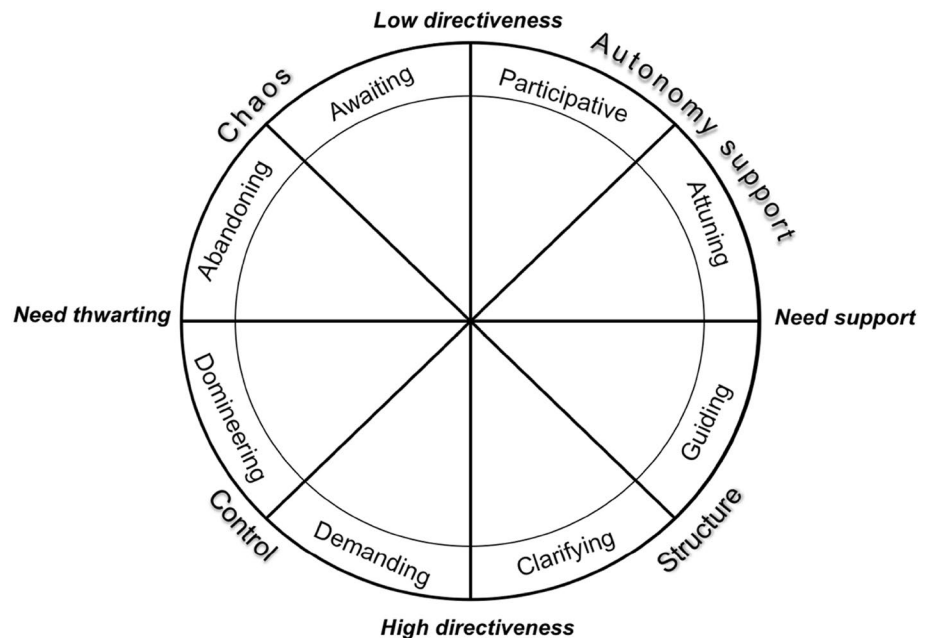 Low directiveness
Chaos
Autonomy support
Awaiting
Participative
Abandoning
Attuning
Need thwarting
Need support
Domineering
Guiding
Control
Structure
Demanding
Clarifying
High directiveness